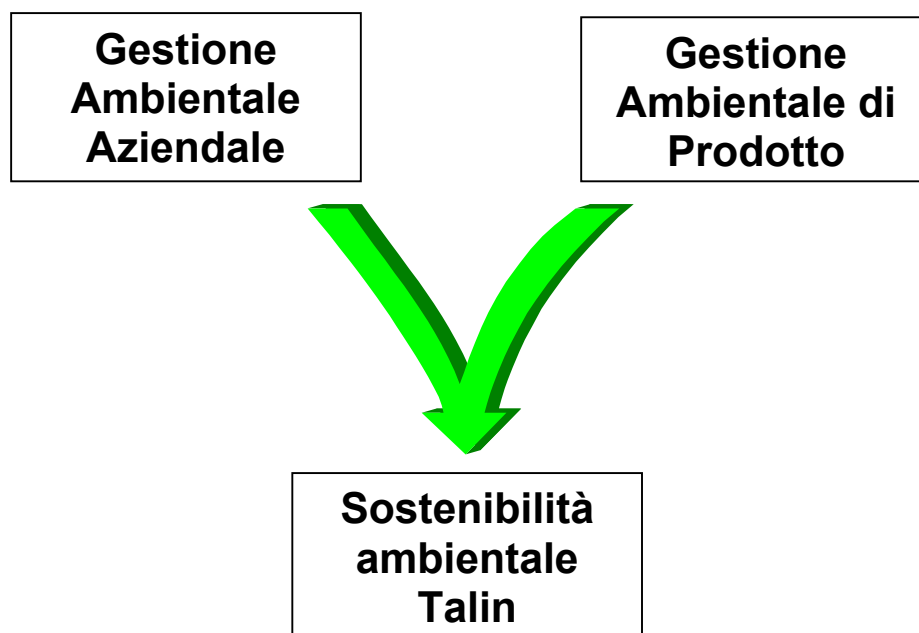 Gestione
Ambientale
Aziendale
Gestione
Ambientale di
Prodotto
Sostenibilità
ambientale
Talin